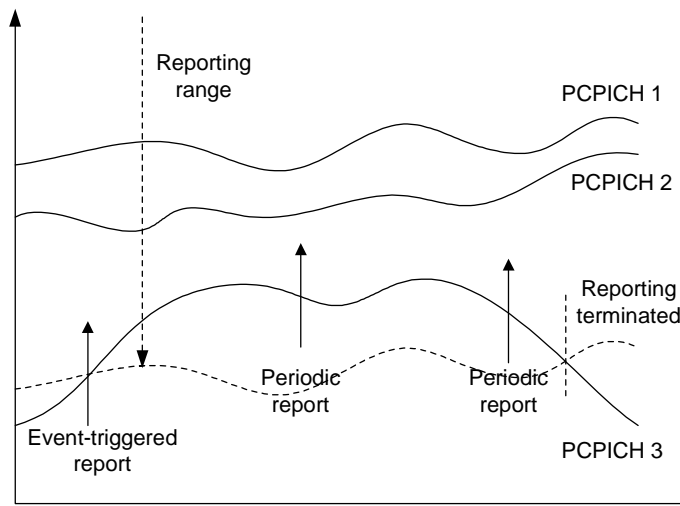 Reporting
range
PCPICH 1
PCPICH 2
Reporting
terminated
Periodic
report
Periodic
report
Event-triggered
report
PCPICH 3